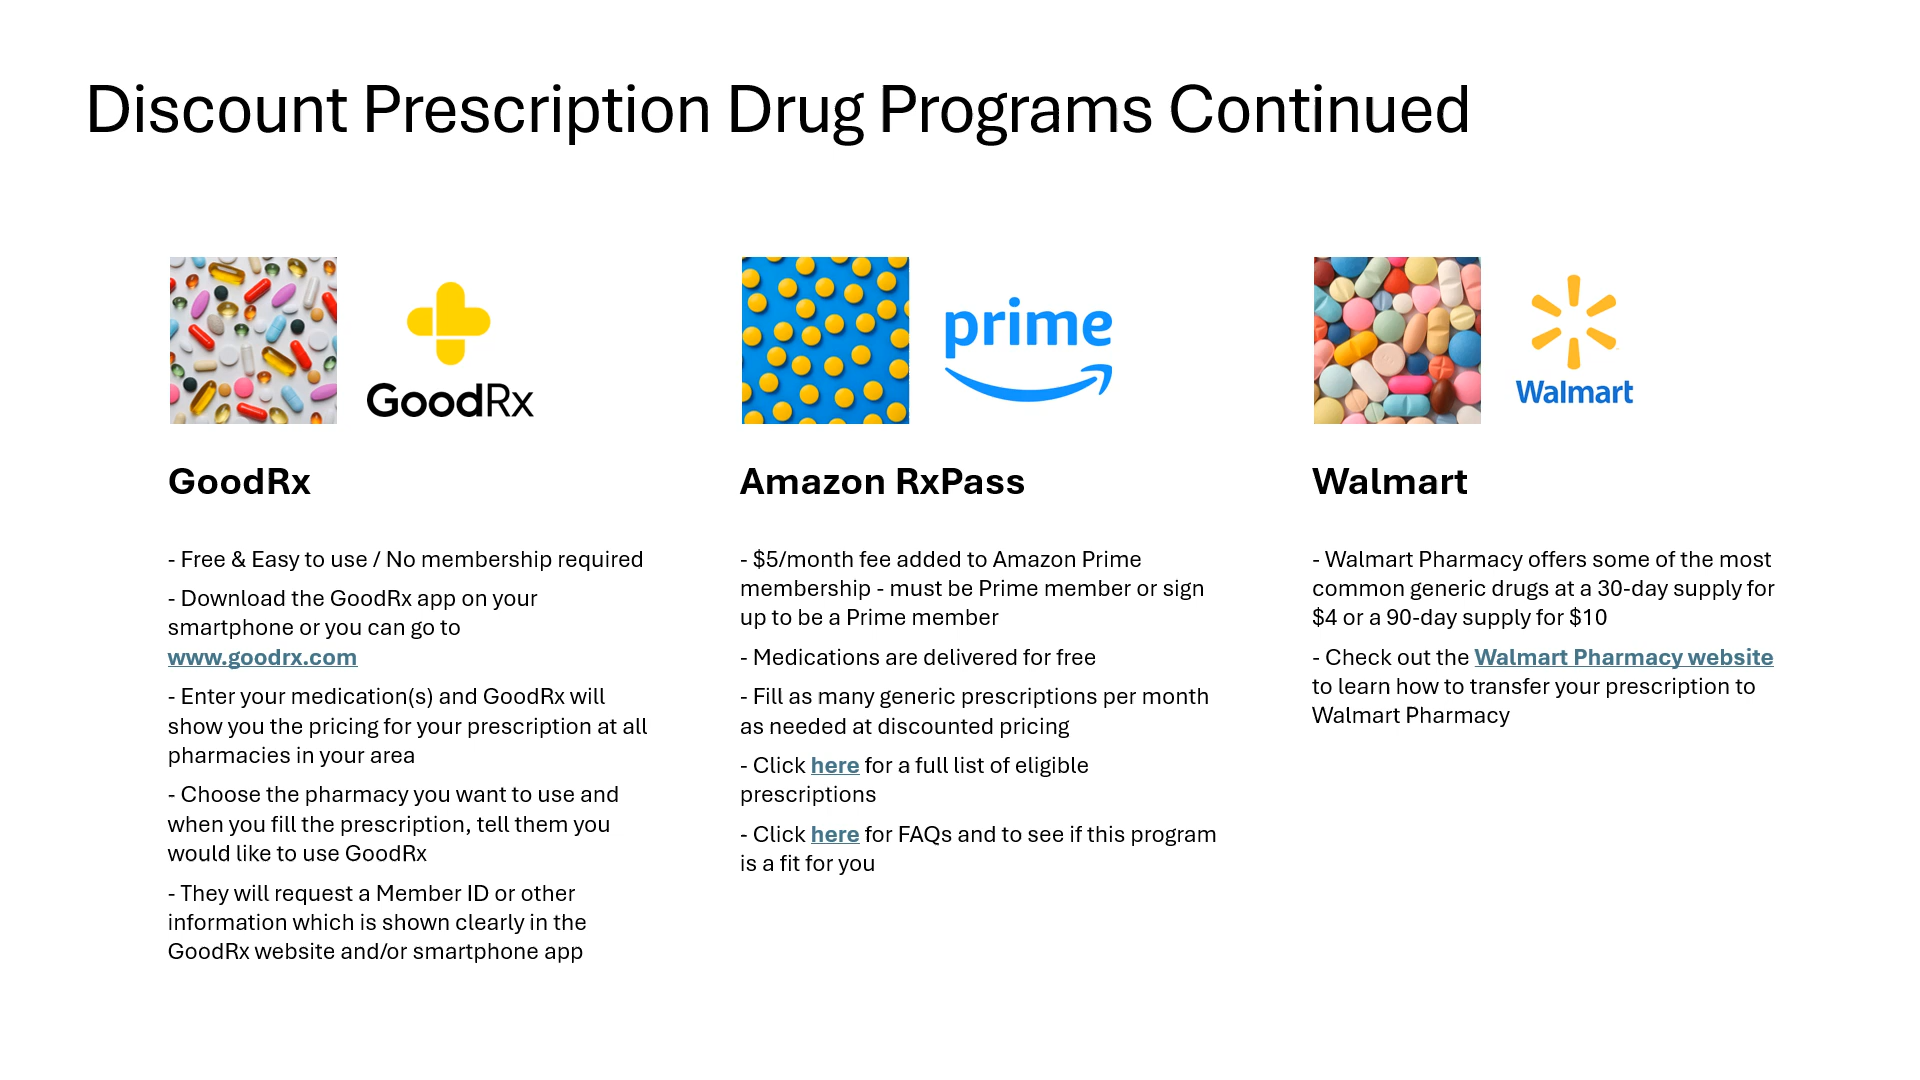 Discount Prescription Drug Programs Continued
GoodRx
prime
Walmart
GoodRx
- Free & Easy to use / No membership required
- Download the GoodRx app on your
smartphone or you can go to
www.goodrx.com
- Enter your medication(s) and GoodRx will
show you the pricing for your prescription at all
pharmacies in your area
- Choose the pharmacy you want to use and
when you fill the prescription, tell them you
would like to use GoodRx
- They will request a Member ID or other
information which is shown clearly in the
GoodRx website and/or smartphone app
Amazon RxPass
- $5/month fee added to Amazon Prime
membership - must be Prime member or sign
up to be a Prime member
- Medications are delivered for free
- Fill as many generic prescriptions per month
as needed at discounted pricing
- Click here for a full list of eligible
prescriptions
- Click here for FAQs and to see if this program
is a fit for you
Walmart
- Walmart Pharmacy offers some of the most
common generic drugs at a 30-day supply for
$4 or a 90-day supply for $10
- Check out the Walmart Pharmacy website
to learn how to transfer your prescription to
Walmart Pharmacy